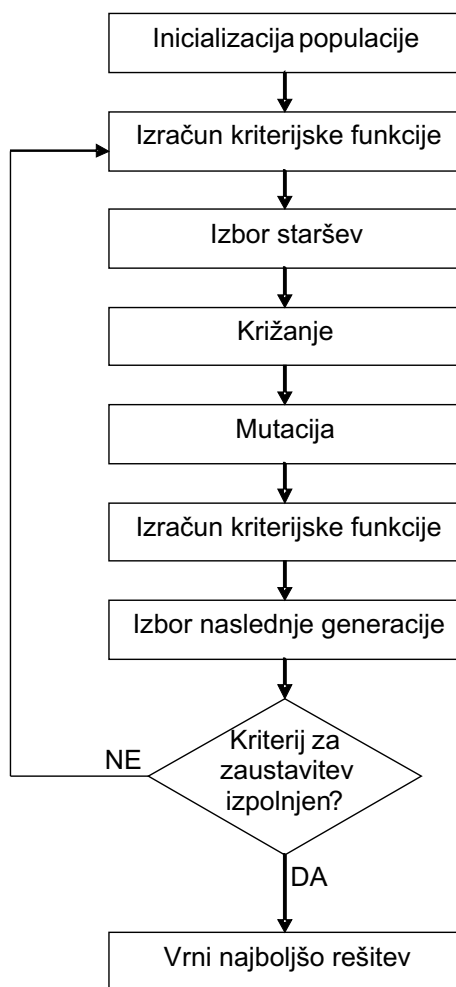 Inicializacija populacije
Izračun kriterijske funkcije
Izbor staršev
Križanje
Mutacija
Izračun kriterijske funkcije
Izbor naslednje generacije
Kriterij za
zaustavitev
izpolnjen?
NE
DA
Vrni najboljšo rešitev